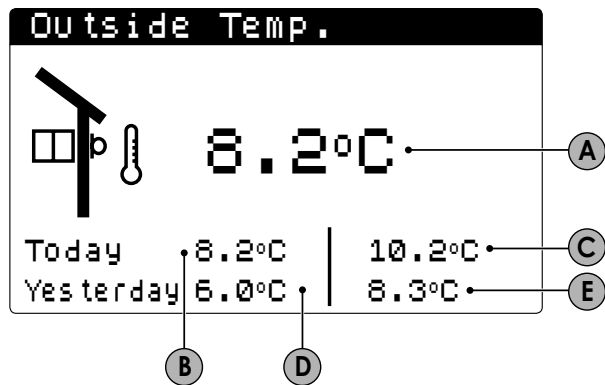 Outside Temp.
8.2°C A
Today 8.2°C 10.2°C C
Yesterday 6.0°C 8.3°C E
B D